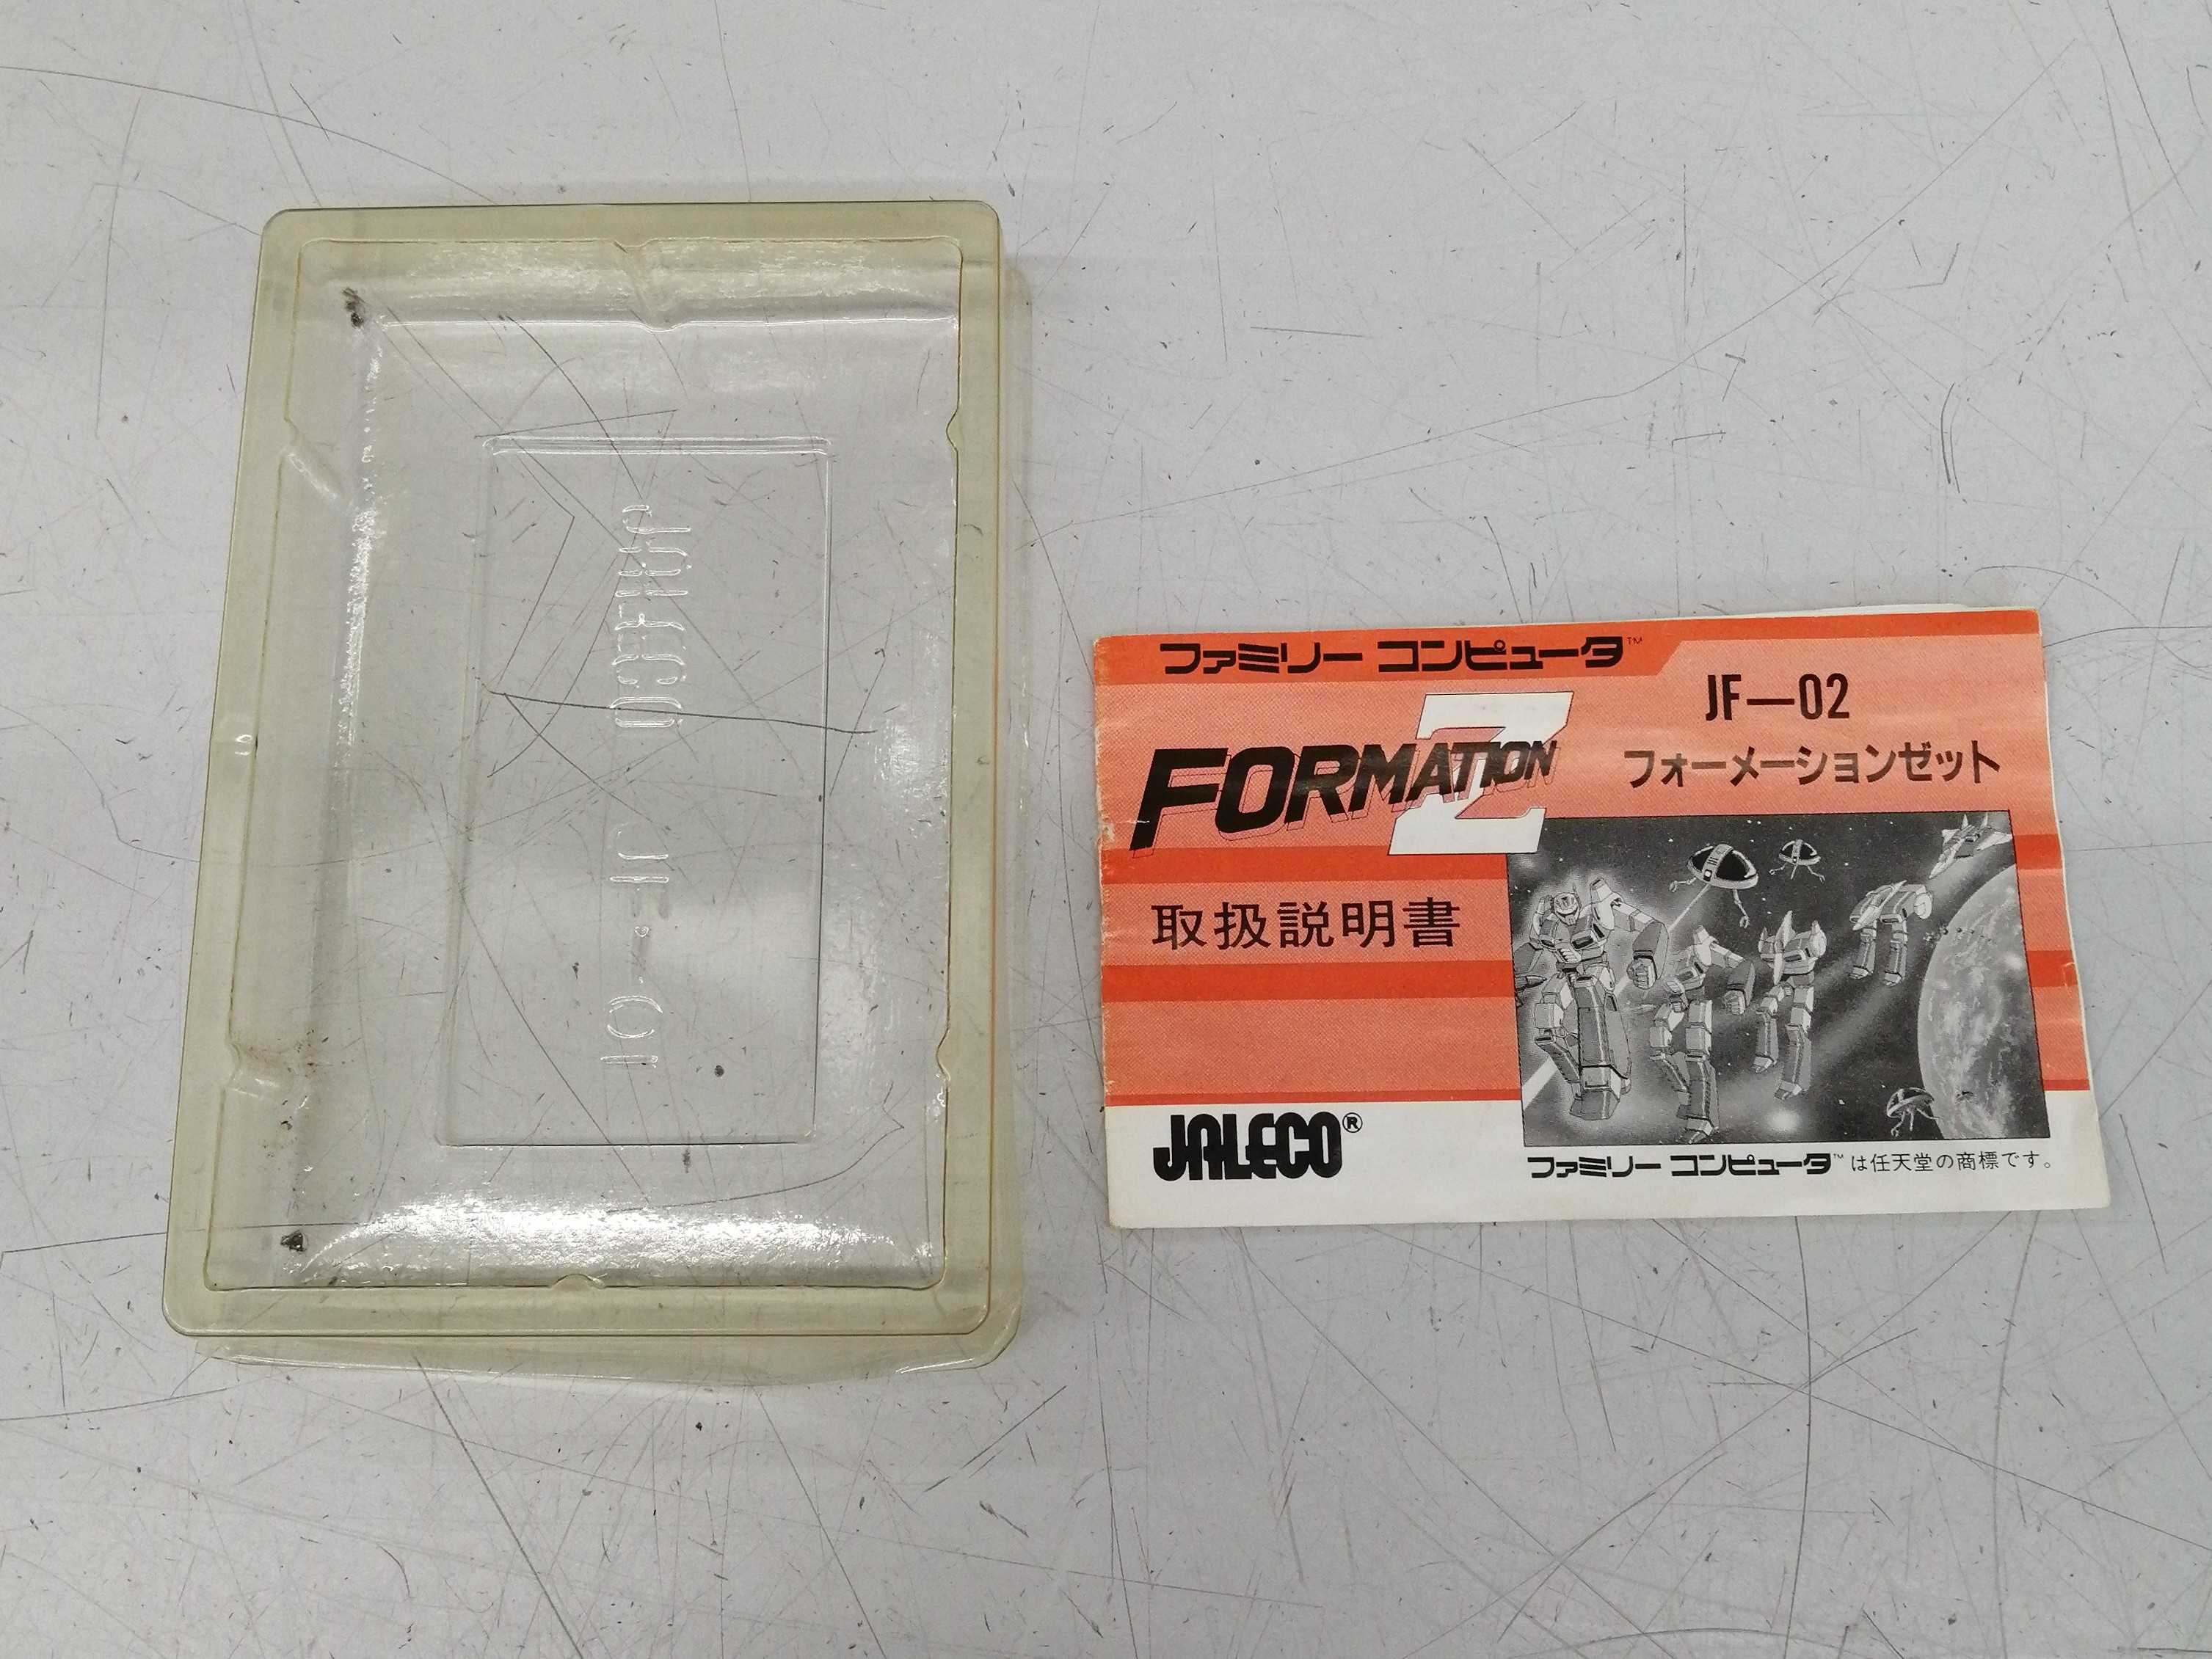 JALECO JF-01
ファミリー コンピュータ™
JF—02
FORMATION Z
フォーメーションゼット
取扱説明書
JALECO®
ファミリー コンピュータ™は任天堂の商標です。